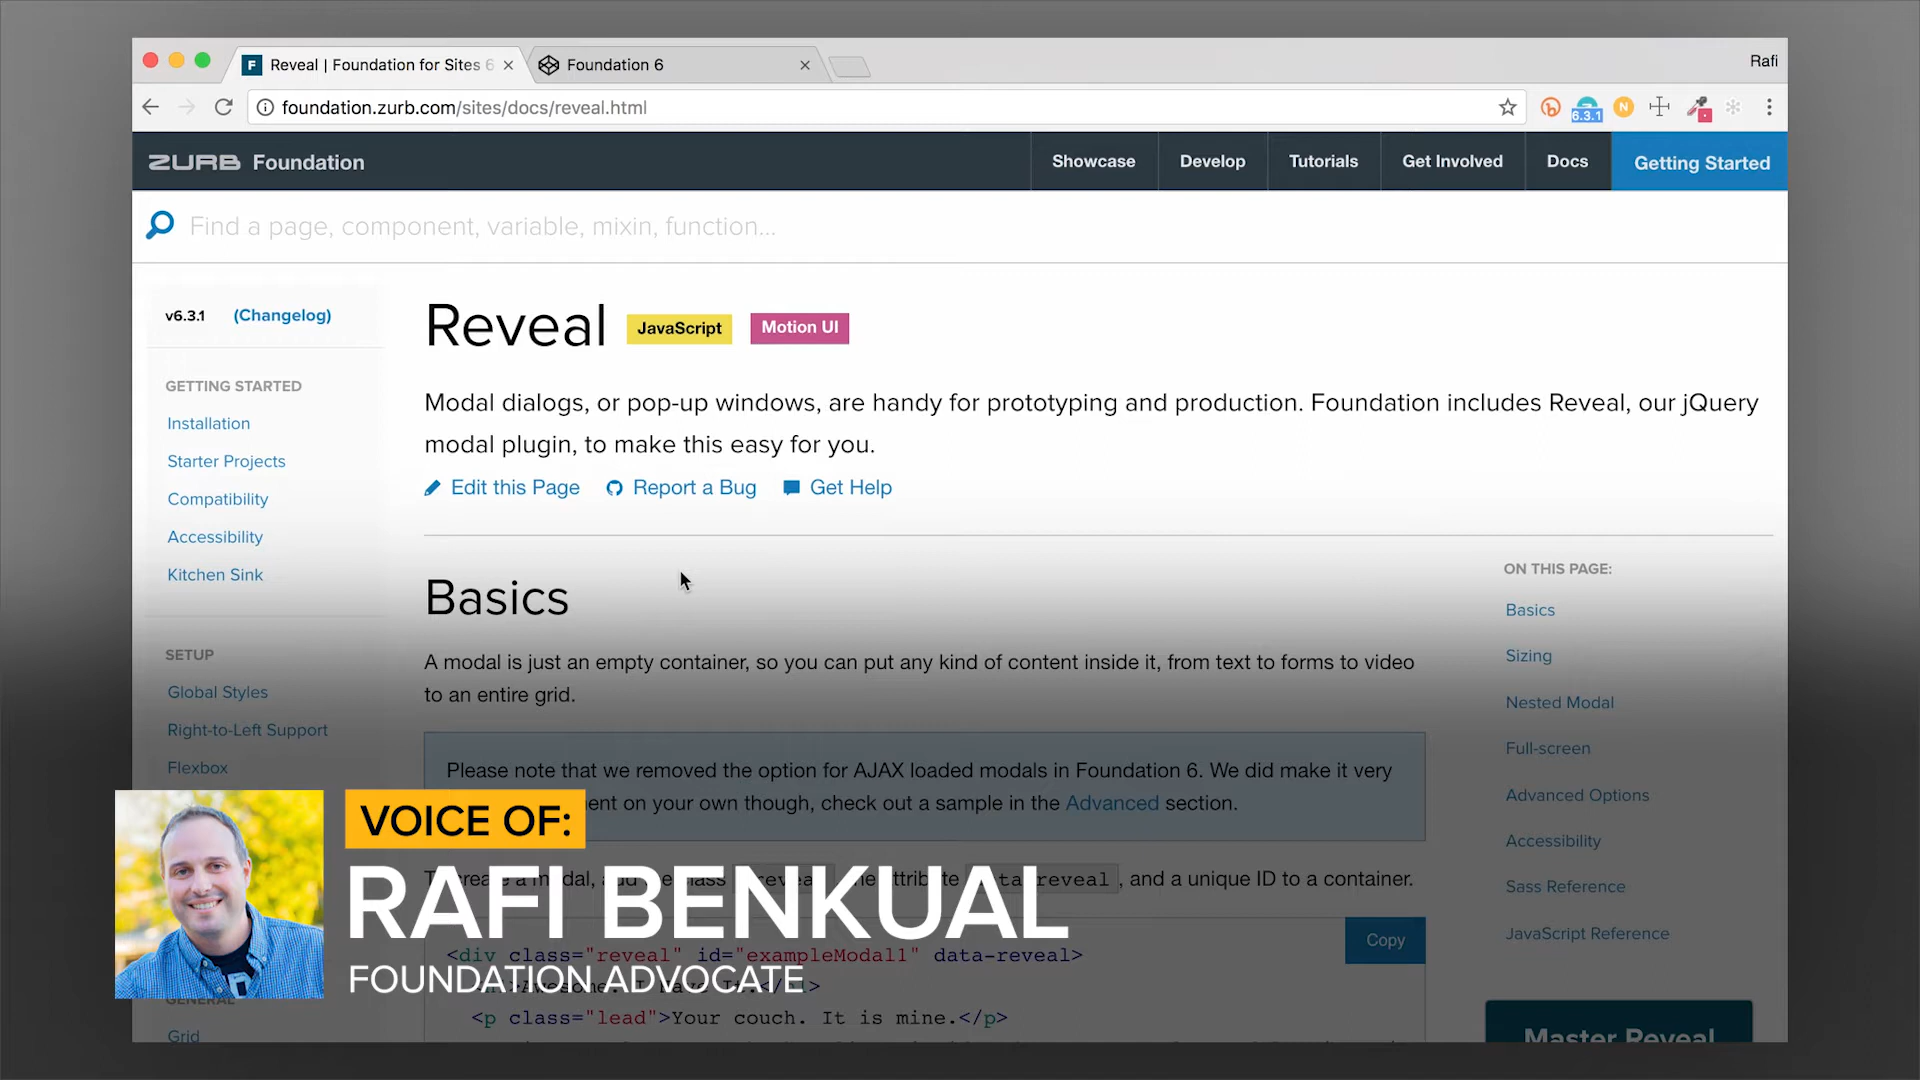 Reveal | Foundation for Sites 6
Foundation 6
Rafi
foundation.zurb.com/sites/docs/reveal.html
6.3.1
N
ZURB Foundation
Showcase
Develop
Tutorials
Get Involved
Docs
Getting Started
Find a page, component, variable, mixin, function...
v6.3.1 (Changelog)
GETTING STARTED
Installation
Starter Projects
Compatibility
Accessibility
Kitchen Sink
SETUP
Global Styles
Right-to-Left Support
Flexbox
GENERAL
Grid
Reveal JavaScript Motion UI
Modal dialogs, or pop-up windows, are handy for prototyping and production. Foundation includes Reveal, our jQuery
modal plugin, to make this easy for you.
Edit this Page Report a Bug Get Help
Basics
A modal is just an empty container, so you can put any kind of content inside it, from text to forms to video
to an entire grid.
Please note that we removed the option for AJAX loaded modals in Foundation 6. We did make it very
on your own though, check out a sample in the Advanced section.
attribute , and a unique ID to a container.
Copy
<div class="reveal" id="exampleModal1" data-reveal>
<p class="lead">Your couch. It is mine.</p>
ON THIS PAGE:
Basics
Sizing
Nested Modal
Full-screen
Advanced Options
Accessibility
Sass Reference
JavaScript Reference
Master Reveal
VOICE OF:
RAFI BENKUAL
FOUNDATION ADVOCATE